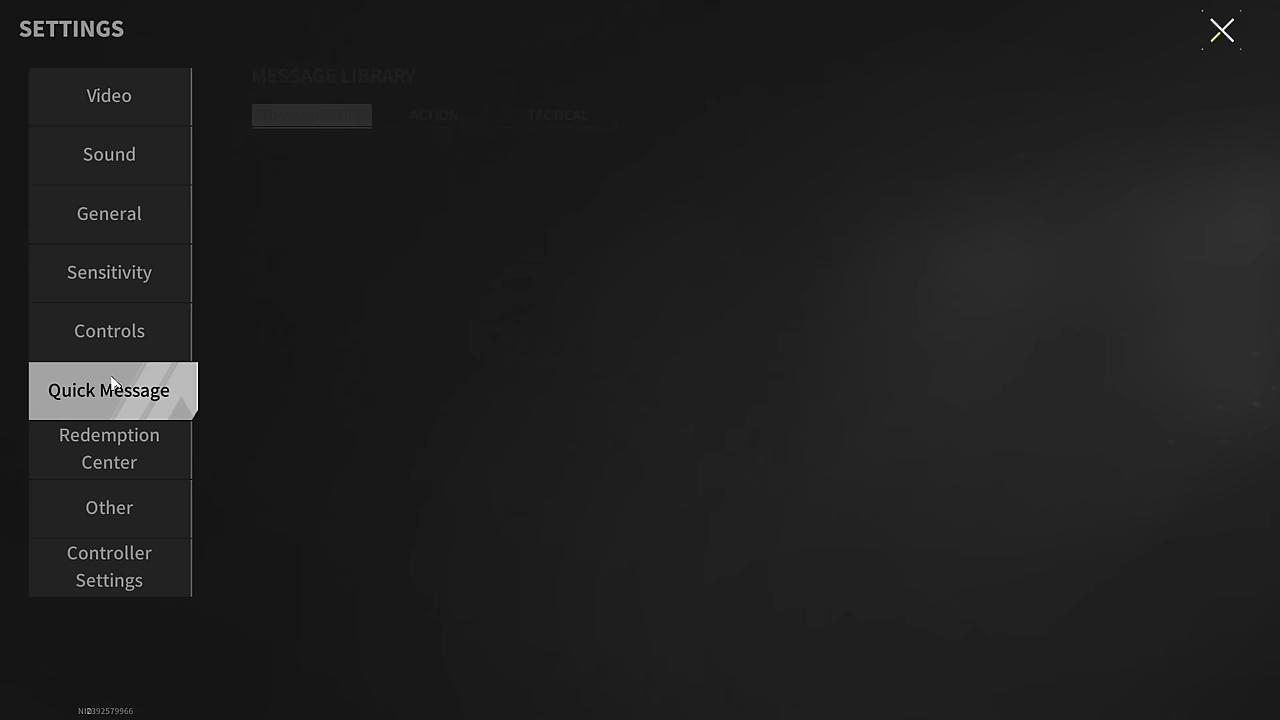 SETTINGS
MESSAGE LIBRARY
ACTION
TACTICAL
Video
Sound
General
Sensitivity
Controls
Quick Message
Redemption
Center
Other
Controller
Settings